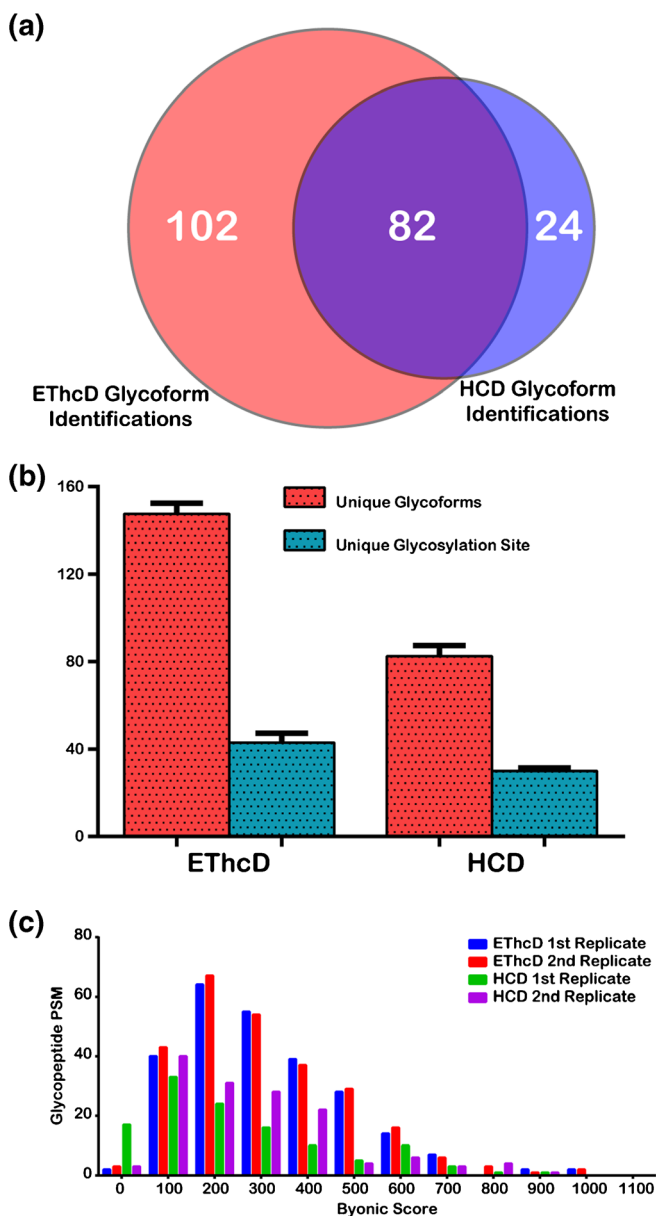 (a)
102
82
24
EThcD Glycoform
Identifications
HCD Glycoform
Identifications
(b)
160
120
80
40
0
Unique Glycoforms
Unique Glycosylation Site
EThcD
HCD
(c)
80
60
40
20
0
Glycopeptide PSM
EThcD 1st Replicate
EThcD 2nd Replicate
HCD 1st Replicate
HCD 2nd Replicate
0 100 200 300 400 500 600 700 800 900 1000 1100
Byonic Score